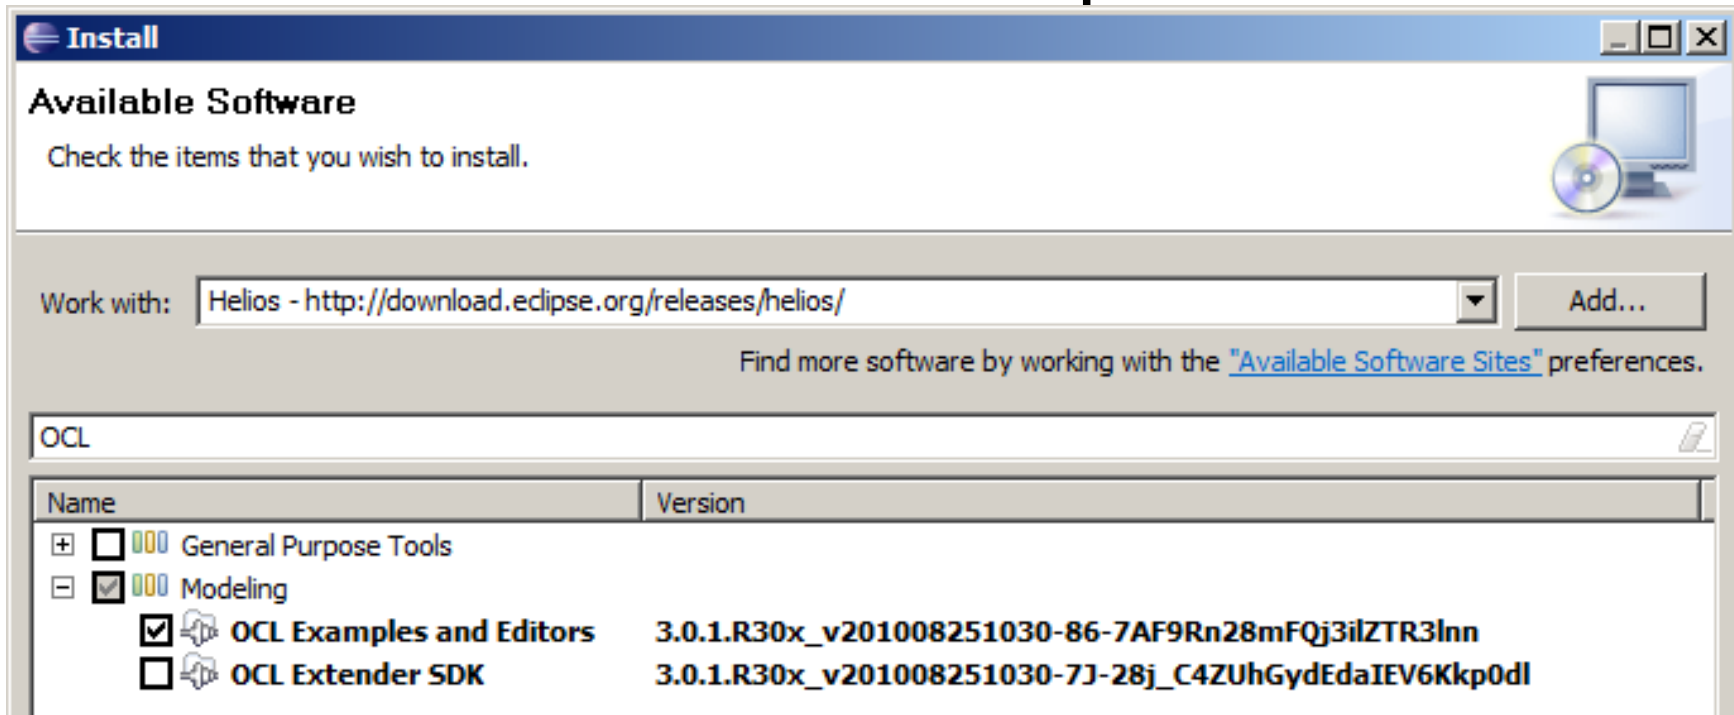 Install
Available Software
Check the items that you wish to install.
Work with: Helios - http://download.eclipse.org/releases/helios/ Add...
Find more software by working with the "Available Software Sites" preferences.
OCL
Name Version
General Purpose Tools
Modeling
OCL Examples and Editors 3.0.1.R30x_v201008251030-86-7AF9Rn28mFQj3ilZTR3lnn
OCL Extender SDK 3.0.1.R30x_v201008251030-7J-28j_C4ZUhGydEdaIEV6Kkp0dl